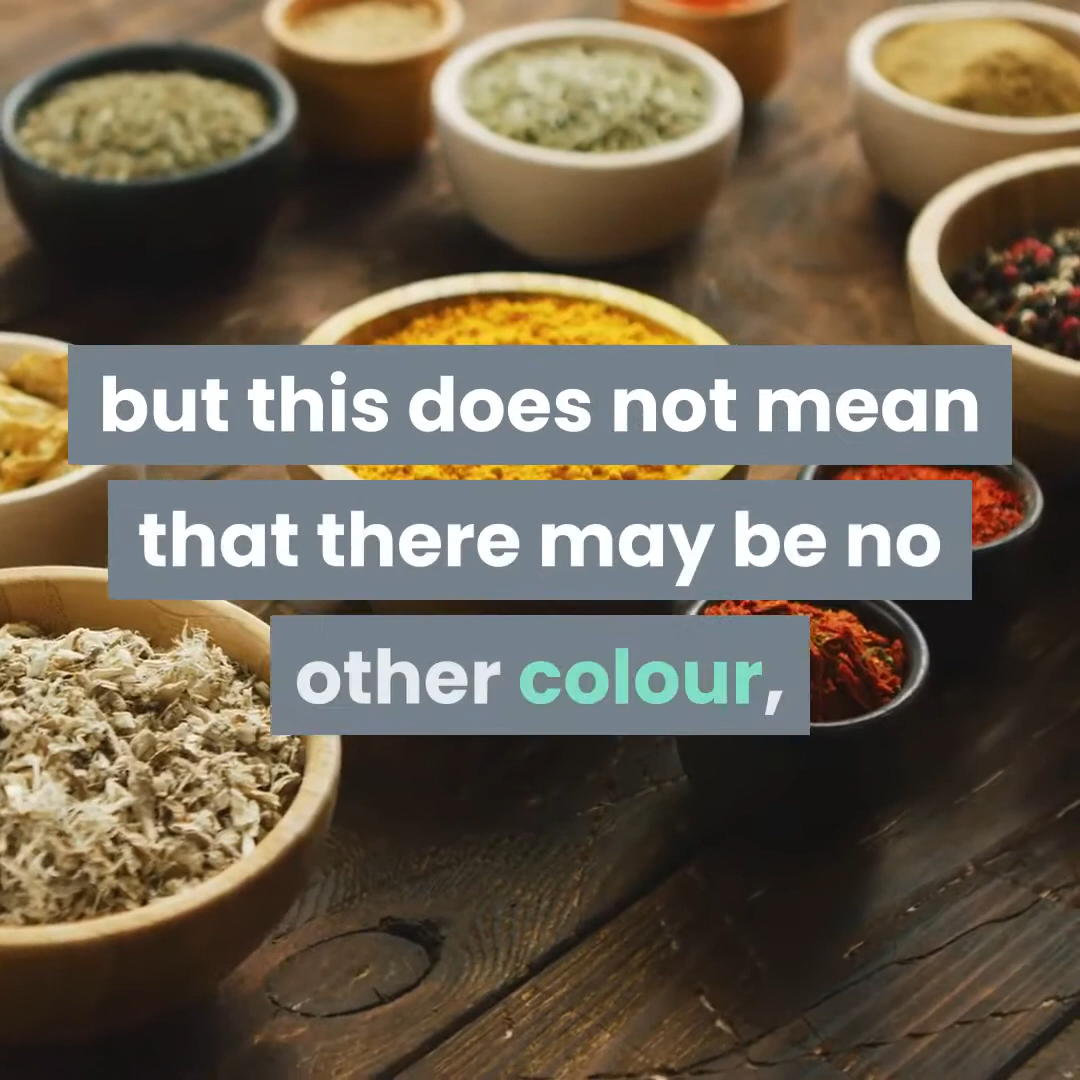 but this does not mean
that there may be no
other colour,